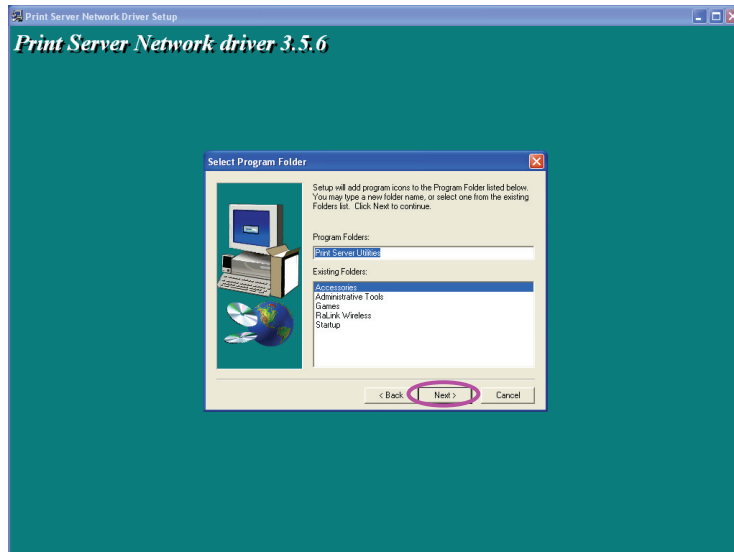 Print Server Network Driver Setup
Print Server Network driver 3.5.6
Select Program Folder
Setup will add program icons to the Program Folder listed below.
You may type a new folder name, or select one from the existing
Folders list. Click Next to continue.
Program Folders:
Print Server Utilities
Existing Folders:
Accessories
Administrative Tools
Games
RaLink Wireless
Startup
< Back
Next >
Cancel